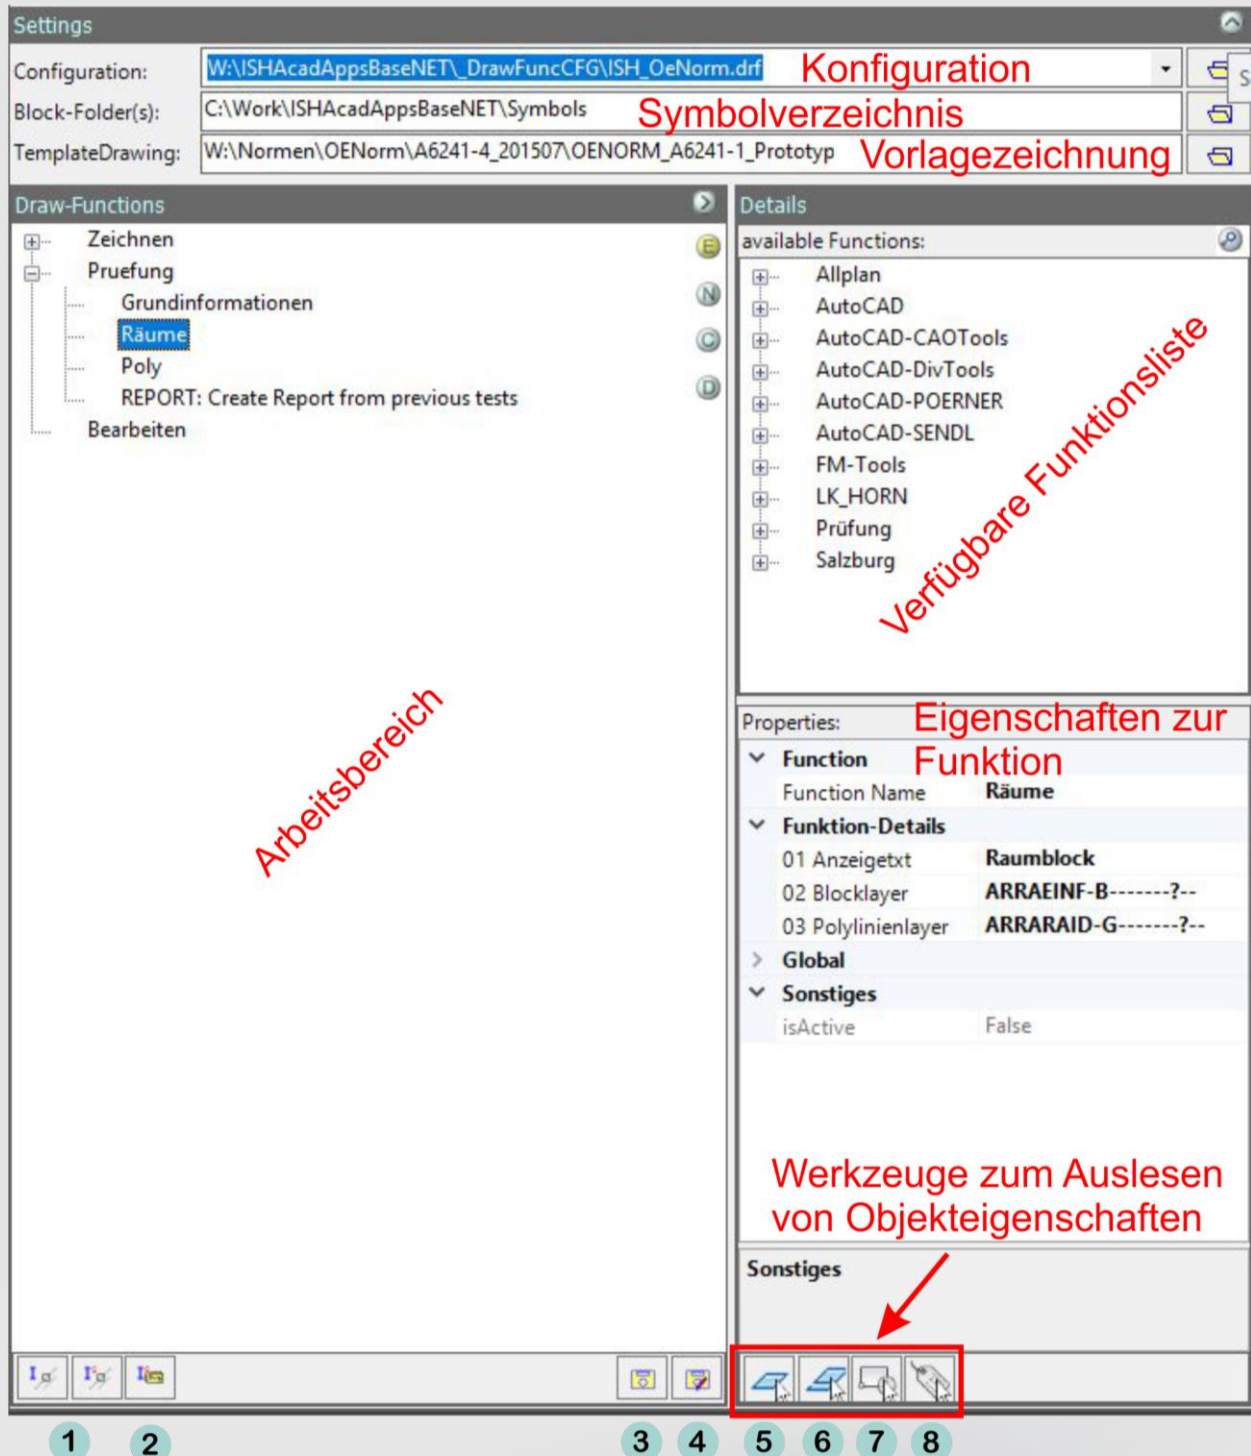 Settings
Configuration: W:\ISHAcadAppsBaseNET\_DrawFuncCFG\ISH_OeNorm.drf Konfiguration
S
Block-Folder(s): C:\Work\ISHAcadAppsBaseNET\Symbols Symbolverzeichnis
TemplateDrawing: W:\Normen\OENorm\A6241-4_201507\OENORM_A6241-1_Prototyp Vorlagezeichnung
Draw-Functions
Zeichnen
E
Pruefung
Grundinformationen
N
Räume
C
Poly
REPORT: Create Report from previous tests
D
Bearbeiten
Arbeitsbereich
Details
available Functions:
Allplan
AutoCAD
AutoCAD-CAOTools
AutoCAD-DivTools
AutoCAD-POERNER
AutoCAD-SENDL
FM-Tools
LK_HORN
Prüfung
Salzburg
Verfügbare Funktionsliste
Properties: Eigenschaften zur
Funktion
Function
Function Name Räume
Funktion-Details
01 Anzeigetxt Raumblock
02 Blocklayer ARRAEINF-B-------?--
03 Polylinienlayer ARRARAID-G-------?--
Global
Sonstiges
isActive False
Werkzeuge zum Auslesen
von Objekteigenschaften
Sonstiges
1 2 3 4 5 6 7 8